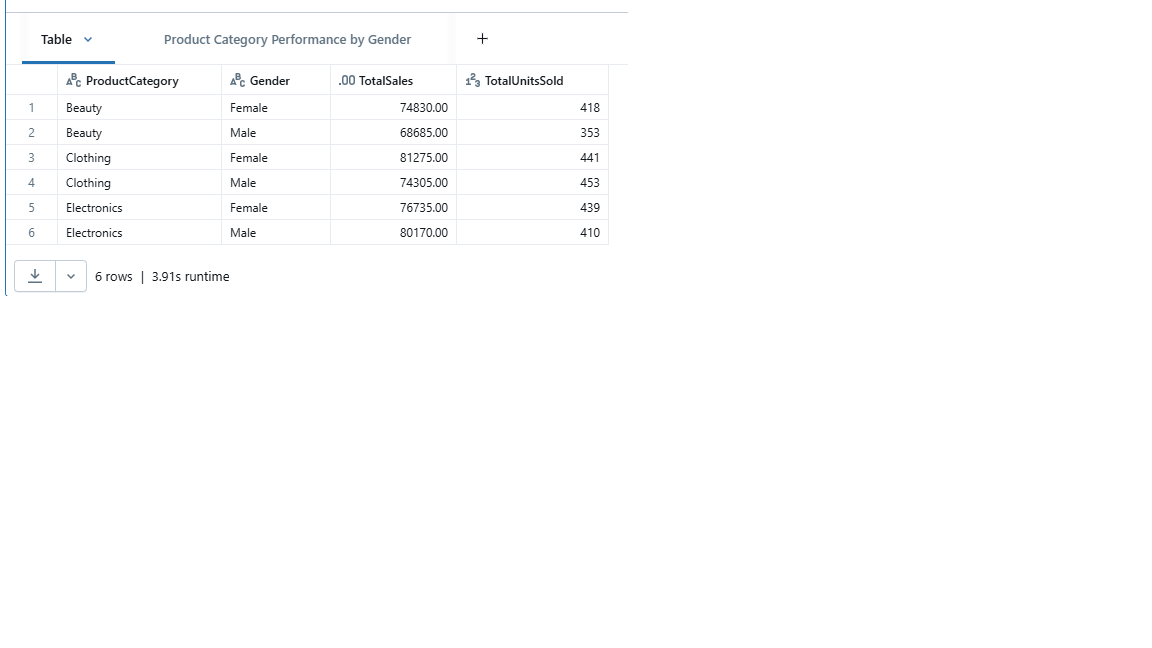 Table Product Category Performance by Gender +
ProductCategory Gender .00 TotalSales 123 TotalUnitsSold
1 Beauty Female 74830.00 418
2 Beauty Male 68685.00 353
3 Clothing Female 81275.00 441
4 Clothing Male 74305.00 453
5 Electronics Female 76735.00 439
6 Electronics Male 80170.00 410
6 rows | 3.91s runtime